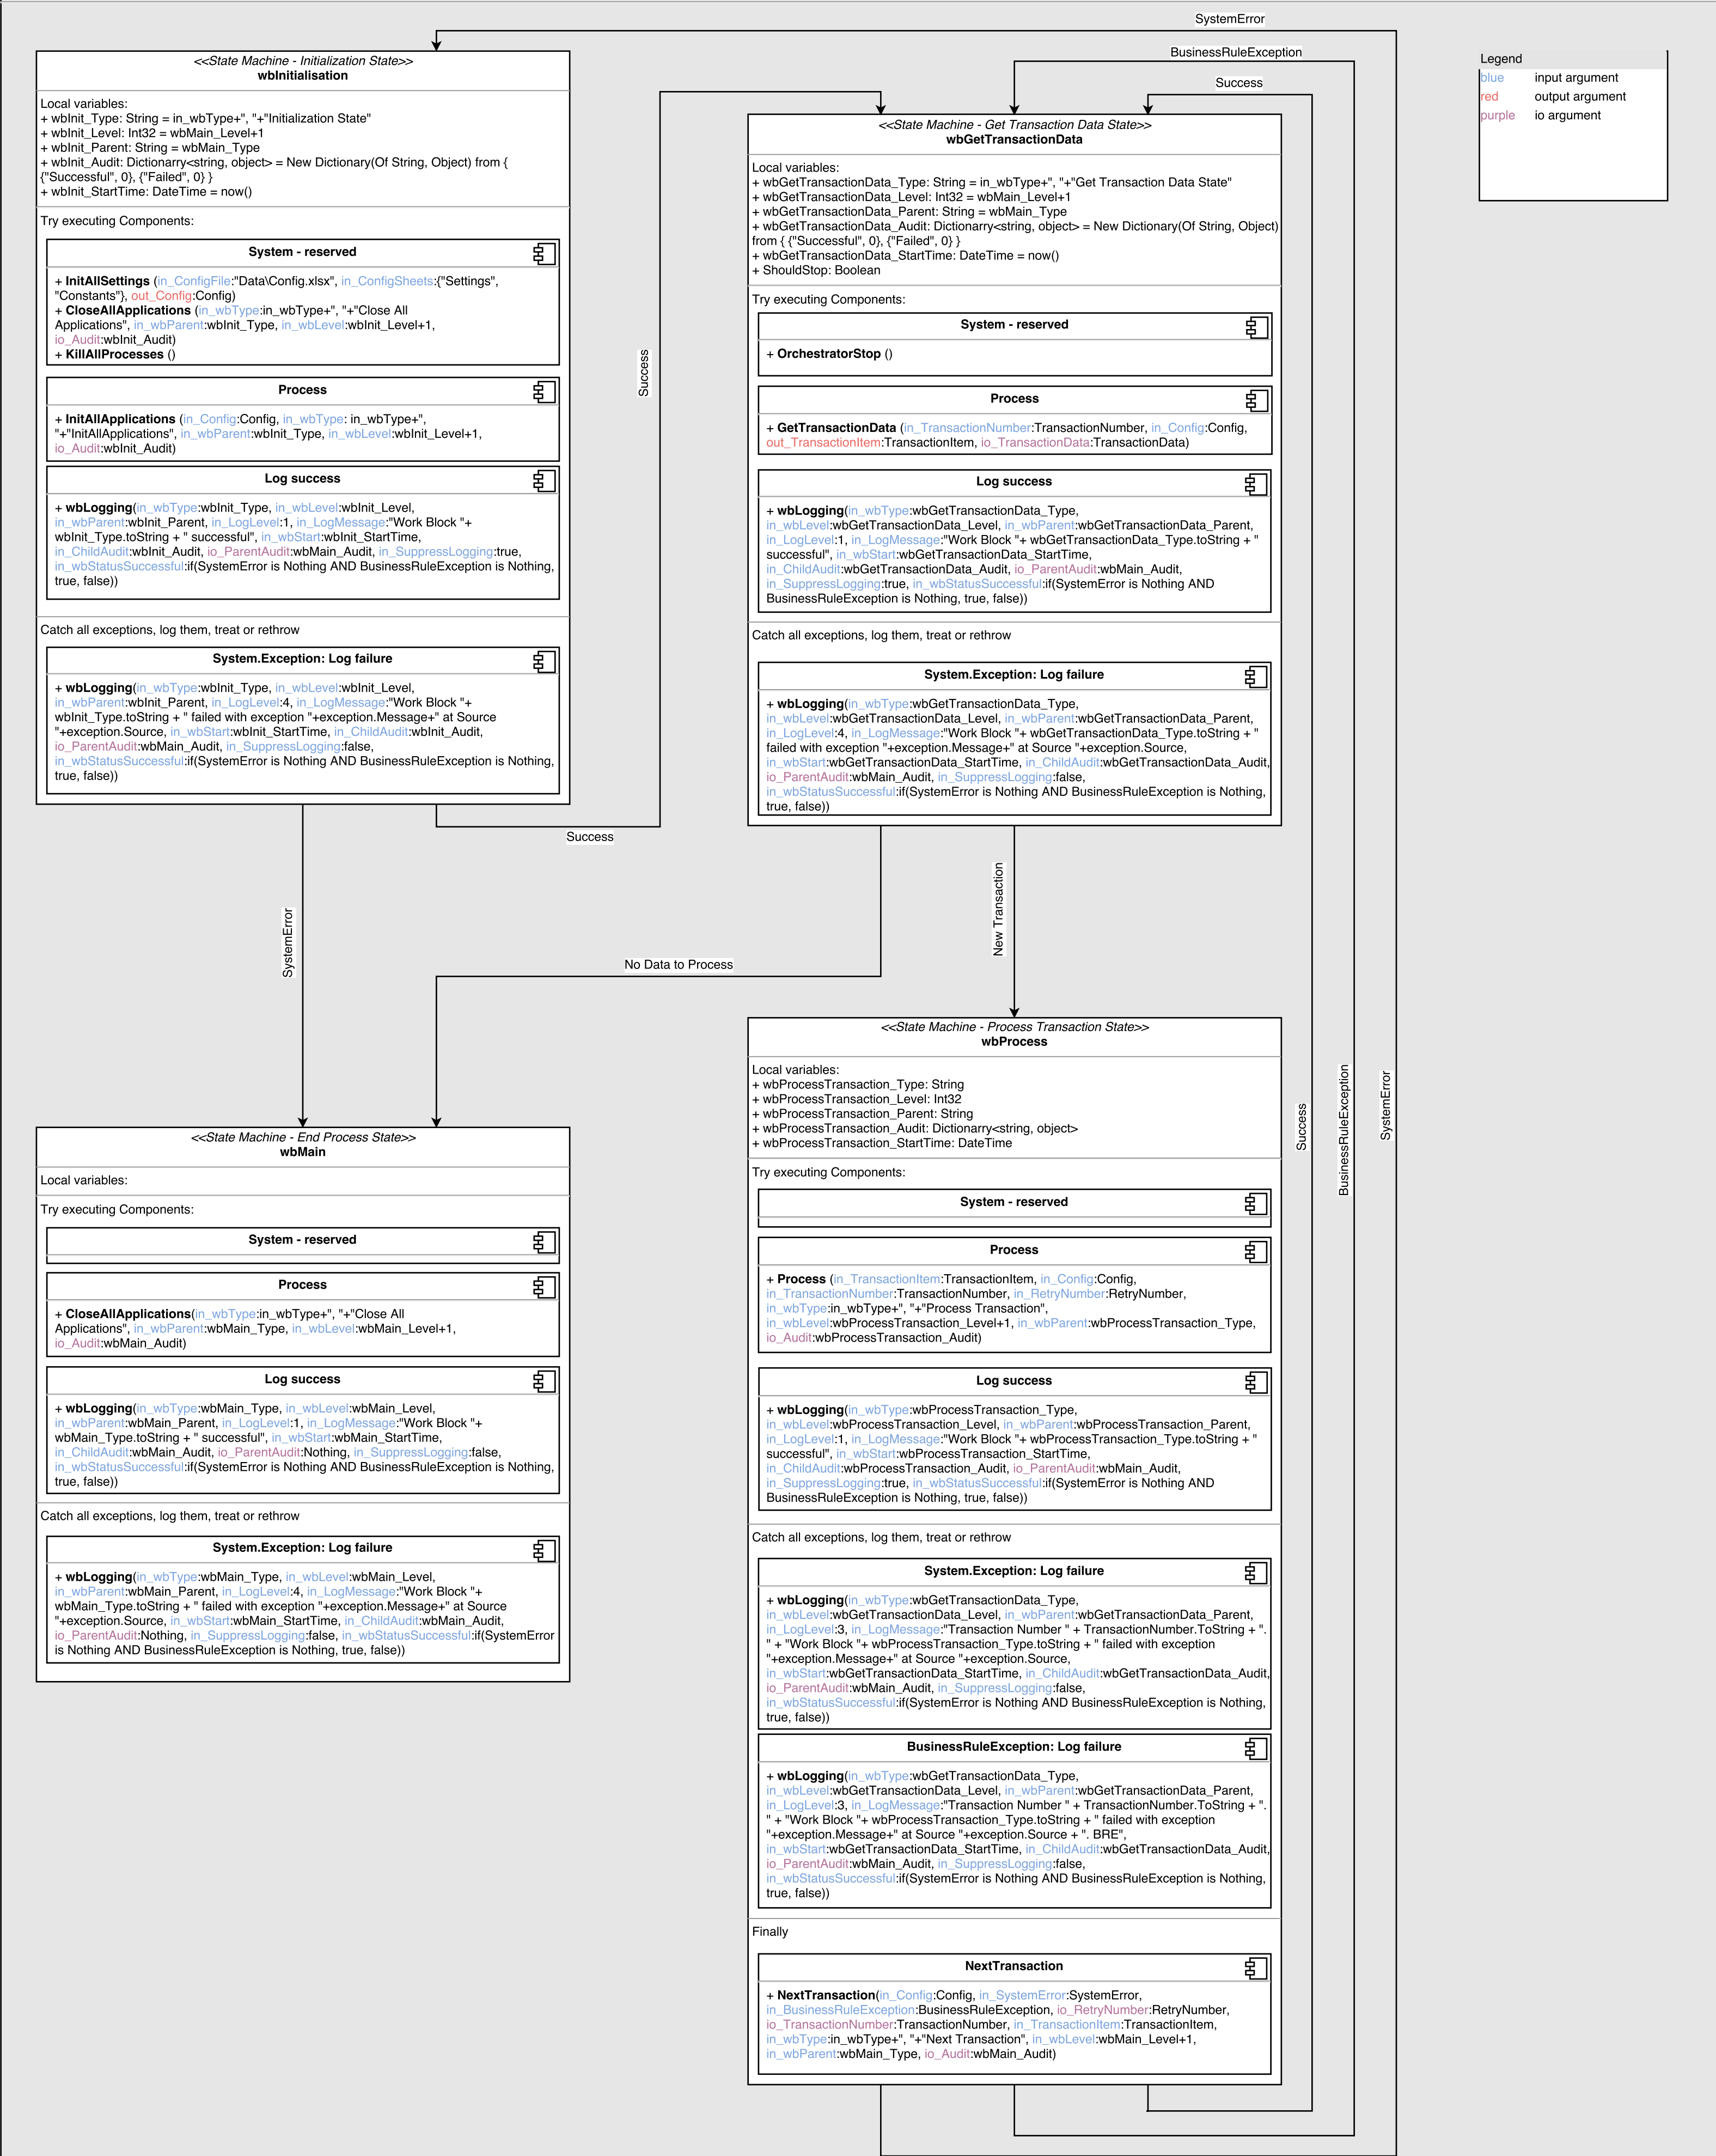 SystemError
BusinessRuleException
Success
Legend
blue input argument
red output argument
purple io argument
<<State Machine - Initialization State>>
wbInitialisation
Local variables:
+ wbInit_Type: String = in_wbType+", "+"Initialization State"
+ wbInit_Level: Int32 = wbMain_Level+1
+ wbInit_Parent: String = wbMain_Type
+ wbInit_Audit: Dictionarry<string, object> = New Dictionary(Of String, Object) from {
{"Successful", 0}, {"Failed", 0} }
+ wbInit_StartTime: DateTime = now()
Try executing Components:
System - reserved
+ InitAllSettings (in_ConfigFile:"Data\Config.xlsx", in_ConfigSheets:{"Settings",
"Constants"}, out_Config:Config)
+ CloseAllApplications (in_wbType:in_wbType+", "+"Close All
Applications", in_wbParent:wbInit_Type, in_wbLevel:wbInit_Level+1,
io_Audit:wbInit_Audit)
+ KillAllProcesses ()
Process
+ InitAllApplications (in_Config:Config, in_wbType: in_wbType+",
"+"InitAllApplications", in_wbParent:wbInit_Type, in_wbLevel:wbInit_Level+1,
io_Audit:wbInit_Audit)
Log success
+ wbLogging(in_wbType:wbInit_Type, in_wbLevel:wbInit_Level,
in_wbParent:wbInit_Parent, in_LogLevel:1, in_LogMessage:"Work Block "+
wbInit_Type.toString + " successful", in_wbStart:wbInit_StartTime,
in_ChildAudit:wbInit_Audit, io_ParentAudit:wbMain_Audit, in_SuppressLogging:true,
in_wbStatusSuccessful:if(SystemError is Nothing AND BusinessRuleException is Nothing,
true, false))
Catch all exceptions, log them, treat or rethrow
System.Exception: Log failure
+ wbLogging(in_wbType:wbInit_Type, in_wbLevel:wbInit_Level,
in_wbParent:wbInit_Parent, in_LogLevel:4, in_LogMessage:"Work Block "+
wbInit_Type.toString + " failed with exception "+exception.Message+" at Source
"+exception.Source, in_wbStart:wbInit_StartTime, in_ChildAudit:wbInit_Audit,
io_ParentAudit:wbMain_Audit, in_SuppressLogging:false,
in_wbStatusSuccessful:if(SystemError is Nothing AND BusinessRuleException is Nothing,
true, false))
Success
Success
<<State Machine - Get Transaction Data State>>
wbGetTransactionData
Local variables:
+ wbGetTransactionData_Type: String = in_wbType+", "+"Get Transaction Data State"
+ wbGetTransactionData_Level: Int32 = wbMain_Level+1
+ wbGetTransactionData_Parent: String = wbMain_Type
+ wbGetTransactionData_Audit: Dictionarry<string, object> = New Dictionary(Of String, Object)
from { {"Successful", 0}, {"Failed", 0} }
+ wbGetTransactionData_StartTime: DateTime = now()
+ ShouldStop: Boolean
Try executing Components:
System - reserved
+ OrchestratorStop ()
Process
+ GetTransactionData (in_TransactionNumber:TransactionNumber, in_Config:Config,
out_TransactionItem:TransactionItem, io_TransactionData:TransactionData)
Log success
+ wbLogging(in_wbType:wbGetTransactionData_Type,
in_wbLevel:wbGetTransactionData_Level, in_wbParent:wbGetTransactionData_Parent,
in_LogLevel:1, in_LogMessage:"Work Block "+ wbGetTransactionData_Type.toString + "
successful", in_wbStart:wbGetTransactionData_StartTime,
in_ChildAudit:wbGetTransactionData_Audit, io_ParentAudit:wbMain_Audit,
in_SuppressLogging:true, in_wbStatusSuccessful:if(SystemError is Nothing AND
BusinessRuleException is Nothing, true, false))
Catch all exceptions, log them, treat or rethrow
System.Exception: Log failure
+ wbLogging(in_wbType:wbGetTransactionData_Type,
in_wbLevel:wbGetTransactionData_Level, in_wbParent:wbGetTransactionData_Parent,
in_LogLevel:4, in_LogMessage:"Work Block "+ wbGetTransactionData_Type.toString + "
failed with exception "+exception.Message+" at Source "+exception.Source,
in_wbStart:wbGetTransactionData_StartTime, in_ChildAudit:wbGetTransactionData_Audit,
io_ParentAudit:wbMain_Audit, in_SuppressLogging:false,
in_wbStatusSuccessful:if(SystemError is Nothing AND BusinessRuleException is Nothing,
true, false))
SystemError
No Data to Process
New Transaction
<<State Machine - End Process State>>
wbMain
Local variables:
Try executing Components:
System - reserved
Process
+ CloseAllApplications(in_wbType:in_wbType+", "+"Close All
Applications", in_wbParent:wbMain_Type, in_wbLevel:wbMain_Level+1,
io_Audit:wbMain_Audit)
Log success
+ wbLogging(in_wbType:wbMain_Type, in_wbLevel:wbMain_Level,
in_wbParent:wbMain_Parent, in_LogLevel:1, in_LogMessage:"Work Block "+
wbMain_Type.toString + " successful", in_wbStart:wbMain_StartTime,
in_ChildAudit:wbMain_Audit, io_ParentAudit:Nothing, in_SuppressLogging:false,
in_wbStatusSuccessful:if(SystemError is Nothing AND BusinessRuleException is Nothing,
true, false))
Catch all exceptions, log them, treat or rethrow
System.Exception: Log failure
+ wbLogging(in_wbType:wbMain_Type, in_wbLevel:wbMain_Level,
in_wbParent:wbMain_Parent, in_LogLevel:4, in_LogMessage:"Work Block "+
wbMain_Type.toString + " failed with exception "+exception.Message+" at Source
"+exception.Source, in_wbStart:wbMain_StartTime, in_ChildAudit:wbMain_Audit,
io_ParentAudit:Nothing, in_SuppressLogging:false, in_wbStatusSuccessful:if(SystemError
is Nothing AND BusinessRuleException is Nothing, true, false))
<<State Machine - Process Transaction State>>
wbProcess
Local variables:
+ wbProcessTransaction_Type: String
+ wbProcessTransaction_Level: Int32
+ wbProcessTransaction_Parent: String
+ wbProcessTransaction_Audit: Dictionarry<string, object>
+ wbProcessTransaction_StartTime: DateTime
Try executing Components:
System - reserved
Process
+ Process (in_TransactionItem:TransactionItem, in_Config:Config,
in_TransactionNumber:TransactionNumber, in_RetryNumber:RetryNumber,
in_wbType:in_wbType+", "+"Process Transaction",
in_wbLevel:wbProcessTransaction_Level+1, in_wbParent:wbProcessTransaction_Type,
io_Audit:wbProcessTransaction_Audit)
Log success
+ wbLogging(in_wbType:wbProcessTransaction_Type,
in_wbLevel:wbProcessTransaction_Level, in_wbParent:wbProcessTransaction_Parent,
in_LogLevel:1, in_LogMessage:"Work Block "+ wbProcessTransaction_Type.toString + "
successful", in_wbStart:wbProcessTransaction_StartTime,
in_ChildAudit:wbProcessTransaction_Audit, io_ParentAudit:wbMain_Audit,
in_SuppressLogging:true, in_wbStatusSuccessful:if(SystemError is Nothing AND
BusinessRuleException is Nothing, true, false))
Catch all exceptions, log them, treat or rethrow
System.Exception: Log failure
+ wbLogging(in_wbType:wbGetTransactionData_Type,
in_wbLevel:wbGetTransactionData_Level, in_wbParent:wbGetTransactionData_Parent,
in_LogLevel:3, in_LogMessage:"Transaction Number " + TransactionNumber.ToString + ".
" + "Work Block "+ wbProcessTransaction_Type.toString + " failed with exception
"+exception.Message+" at Source "+exception.Source,
in_wbStart:wbGetTransactionData_StartTime, in_ChildAudit:wbGetTransactionData_Audit,
io_ParentAudit:wbMain_Audit, in_SuppressLogging:false,
in_wbStatusSuccessful:if(SystemError is Nothing AND BusinessRuleException is Nothing,
true, false))
BusinessRuleException: Log failure
+ wbLogging(in_wbType:wbGetTransactionData_Type,
in_wbLevel:wbGetTransactionData_Level, in_wbParent:wbGetTransactionData_Parent,
in_LogLevel:3, in_LogMessage:"Transaction Number " + TransactionNumber.ToString + ".
" + "Work Block "+ wbProcessTransaction_Type.toString + " failed with exception
"+exception.Message+" at Source "+exception.Source + ". BRE",
in_wbStart:wbGetTransactionData_StartTime, in_ChildAudit:wbGetTransactionData_Audit,
io_ParentAudit:wbMain_Audit, in_SuppressLogging:false,
in_wbStatusSuccessful:if(SystemError is Nothing AND BusinessRuleException is Nothing,
true, false))
Finally
NextTransaction
+ NextTransaction(in_Config:Config, in_SystemError:SystemError,
in_BusinessRuleException:BusinessRuleException, io_RetryNumber:RetryNumber,
io_TransactionNumber:TransactionNumber, in_TransactionItem:TransactionItem,
in_wbType:in_wbType+", "+"Next Transaction", in_wbLevel:wbMain_Level+1,
in_wbParent:wbMain_Type, io_Audit:wbMain_Audit)
Success
BusinessRuleException
SystemError